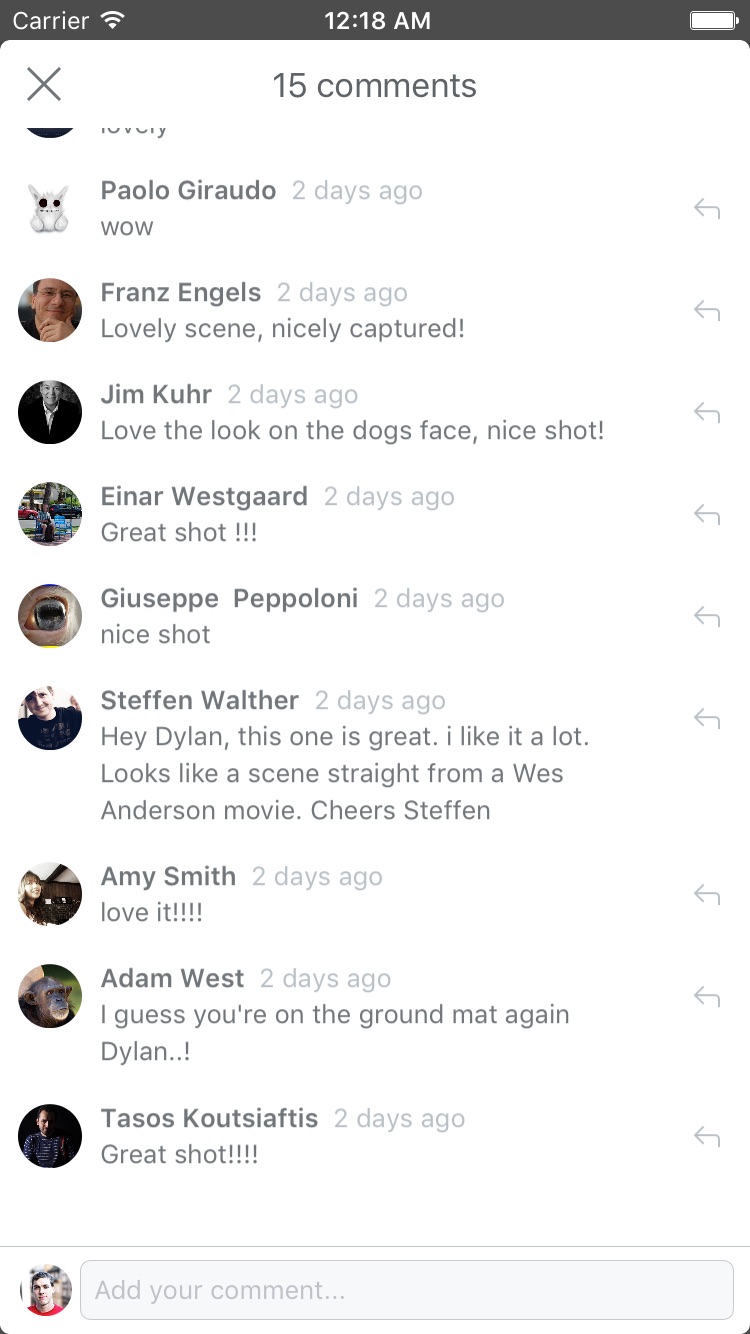 Carrier 12:18 AM
15 comments
lovely
Paolo Giraudo 2 days ago
wow
Franz Engels 2 days ago
Lovely scene, nicely captured!
Jim Kuhr 2 days ago
Love the look on the dogs face, nice shot!
Einar Westgaard 2 days ago
Great shot !!!
Giuseppe  Peppoloni 2 days ago
nice shot
Steffen Walther 2 days ago
Hey Dylan, this one is great. i like it a lot.
Looks like a scene straight from a Wes
Anderson movie. Cheers Steffen
Amy Smith 2 days ago
love it!!!!
Adam West 2 days ago
I guess you're on the ground mat again
Dylan..!
Tasos Koutsiaftis 2 days ago
Great shot!!!!
Add your comment...